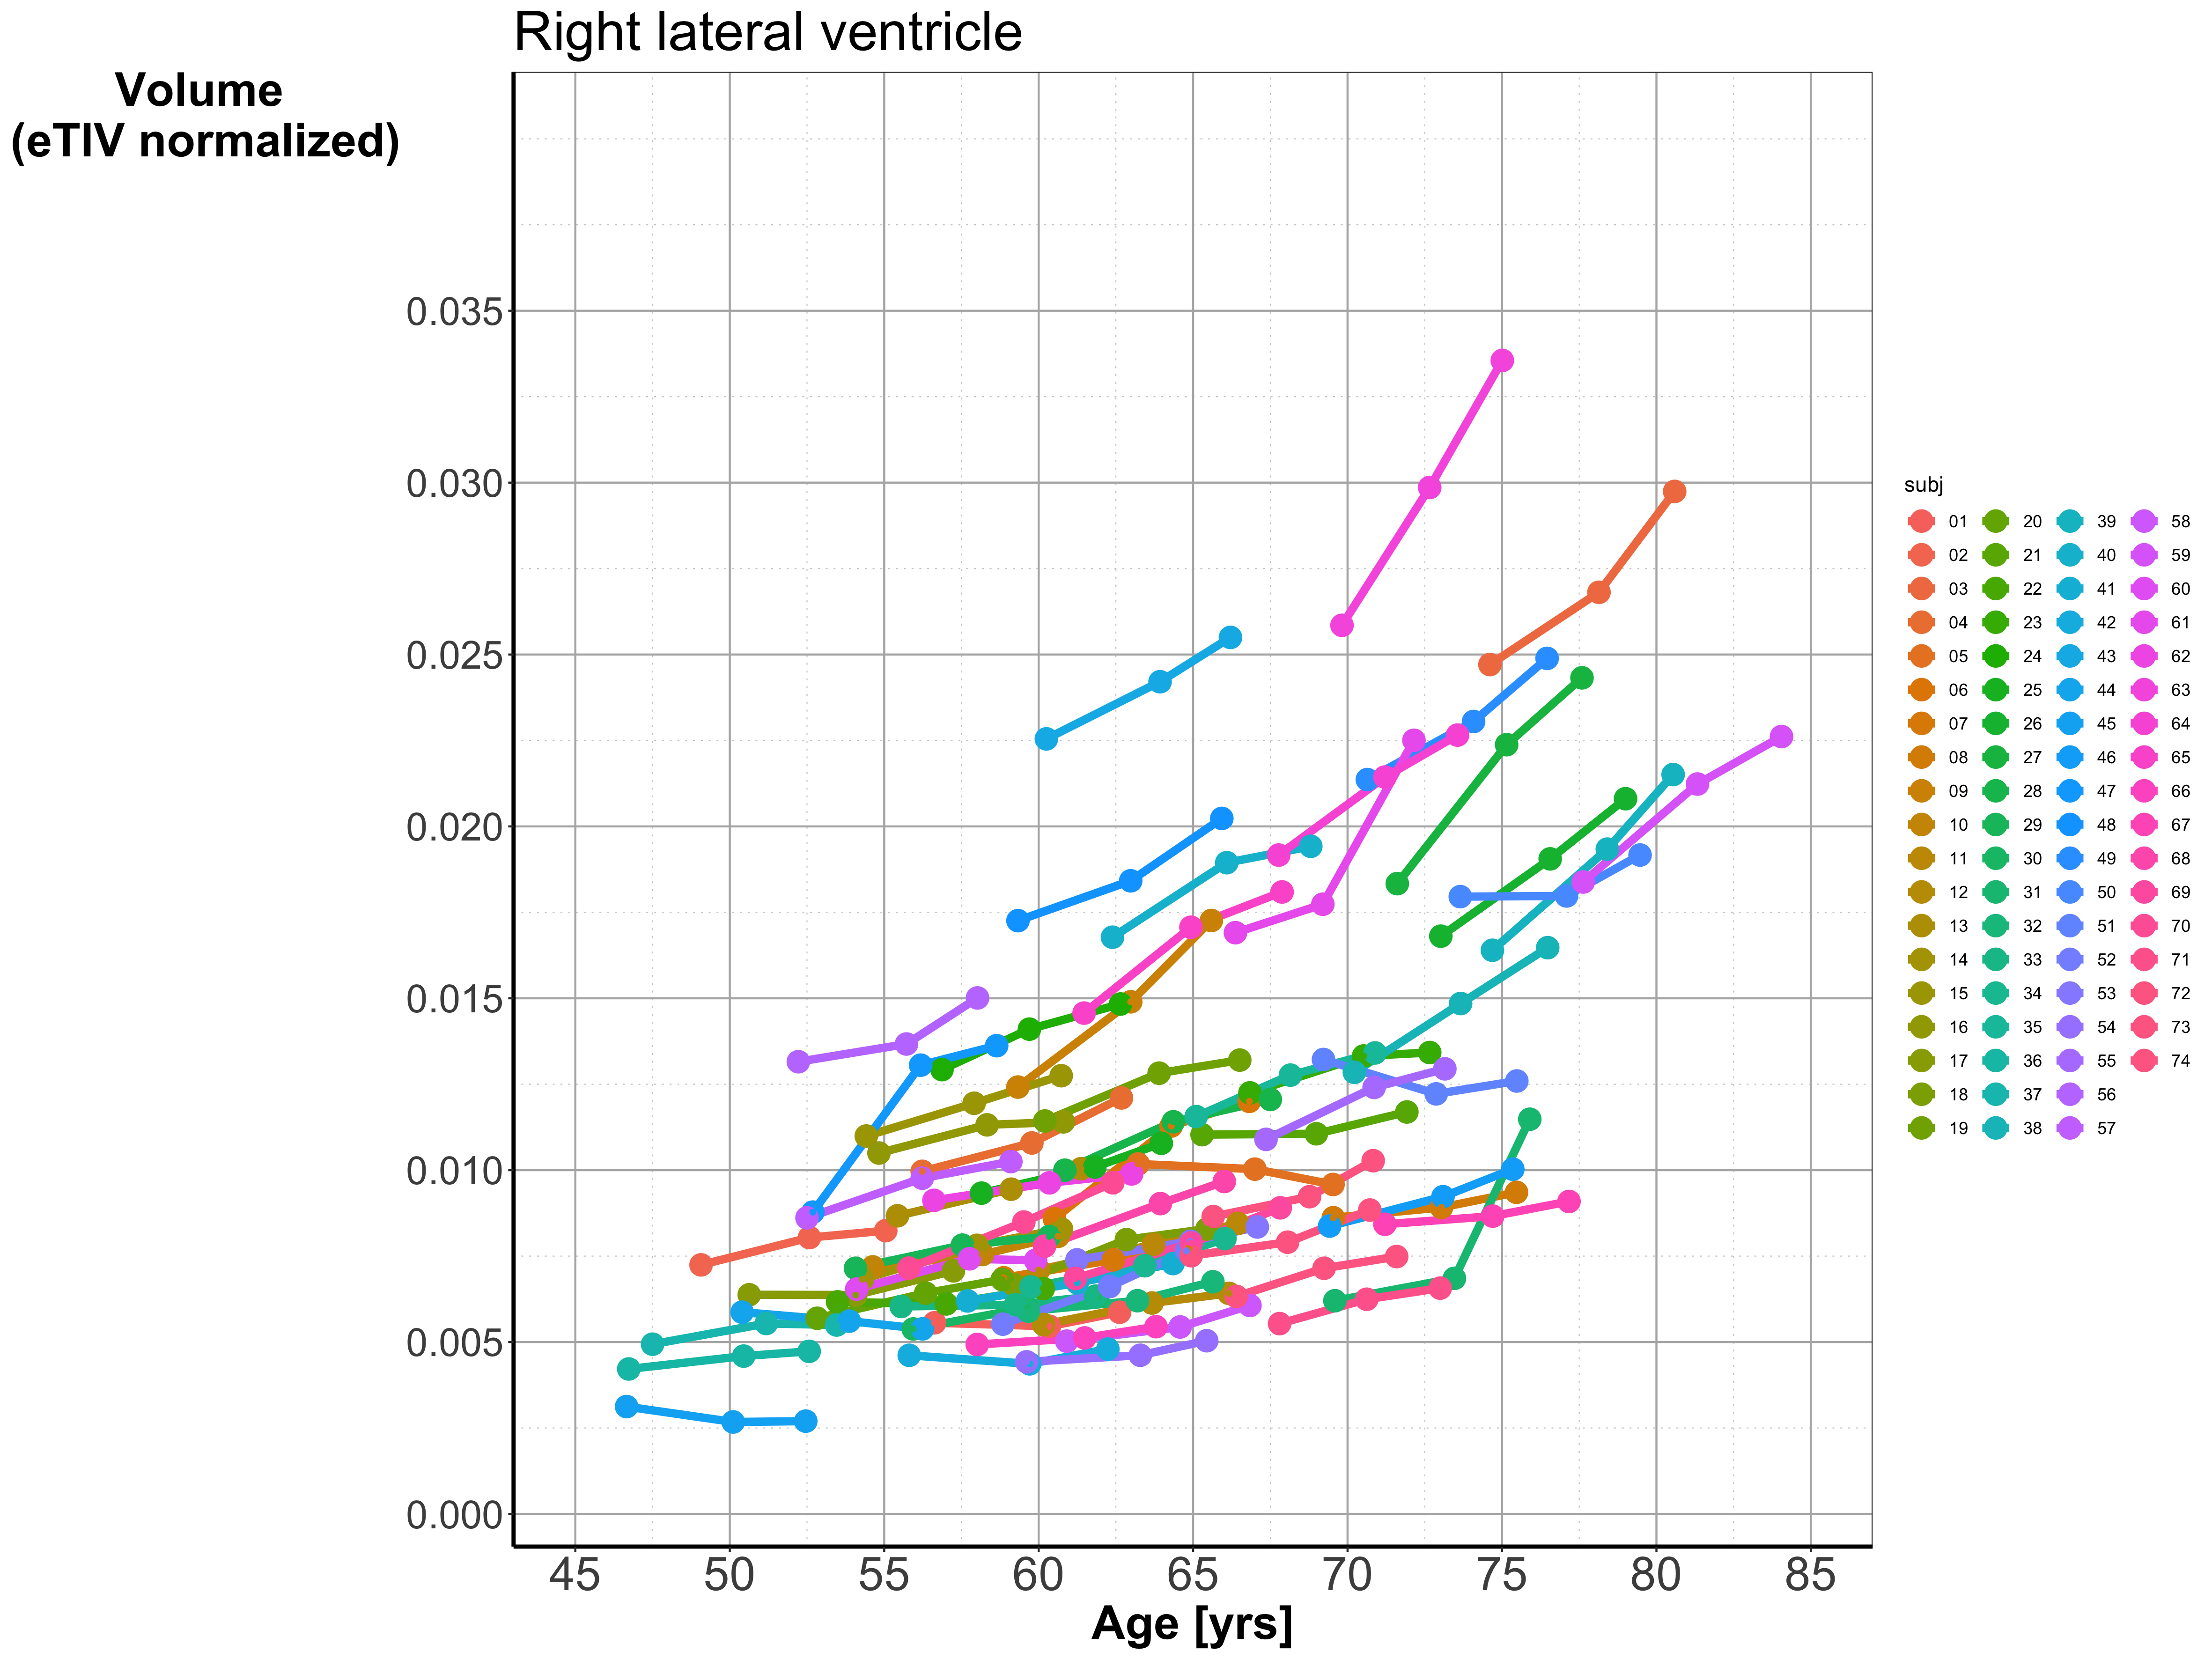 Right lateral ventricle
Volume
(eTIV normalized)
0.035
0.030
0.025
0.020
0.015
0.010
0.005
0.000
45 50 55 60 65 70 75 80 85
Age [yrs]
subj
01 20 39 58
02 21 40 59
03 22 41 60
04 23 42 61
05 24 43 62
06 25 44 63
07 26 45 64
08 27 46 65
09 28 47 66
10 29 48 67
11 30 49 68
12 31 50 69
13 32 51 70
14 33 52 71
15 34 53 72
16 35 54 73
17 36 55 74
18 37 56
19 38 57